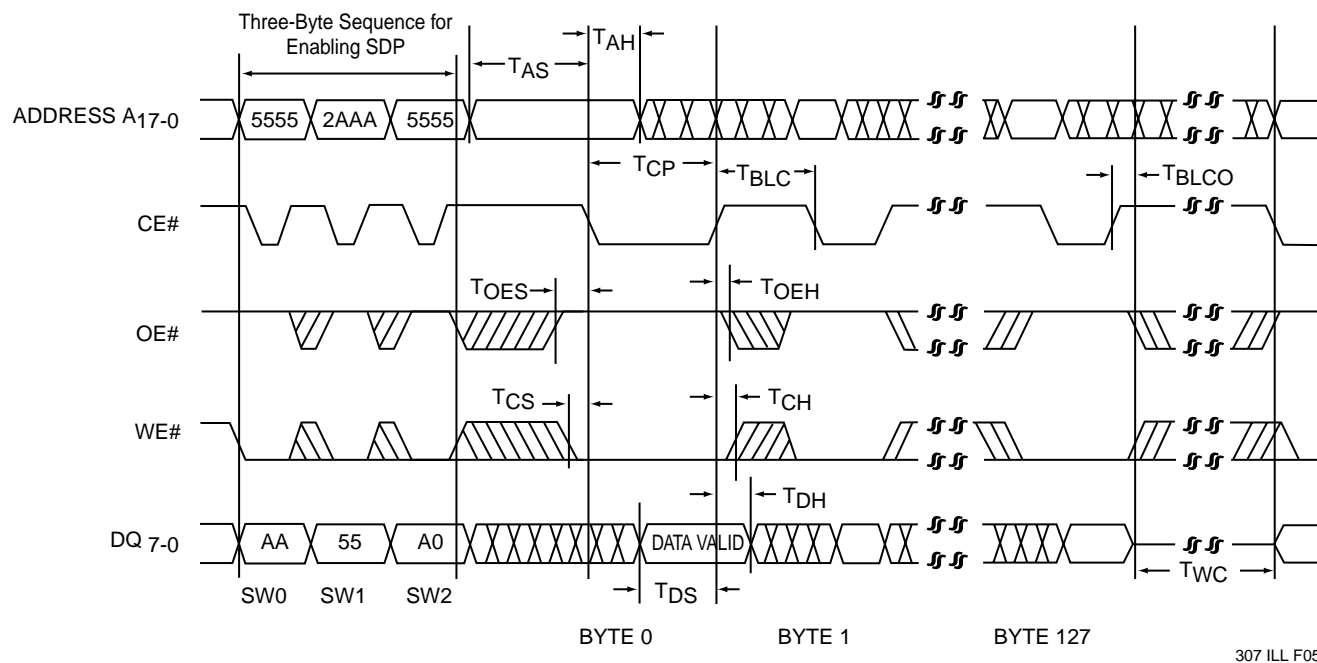 Three-Byte Sequence for
Enabling SDP
TAH
TAS
ADDRESS A17-0
5555 2AAA 5555
TCP
TBLC
TBLCO
CE#
TOES
TOEH
OE#
TCS
TCH
WE#
TDH
DQ 7-0
AA 55 A0
DATA VALID
SW0 SW1 SW2
TDS
TWC
BYTE 0 BYTE 1 BYTE 127
307 ILL F05